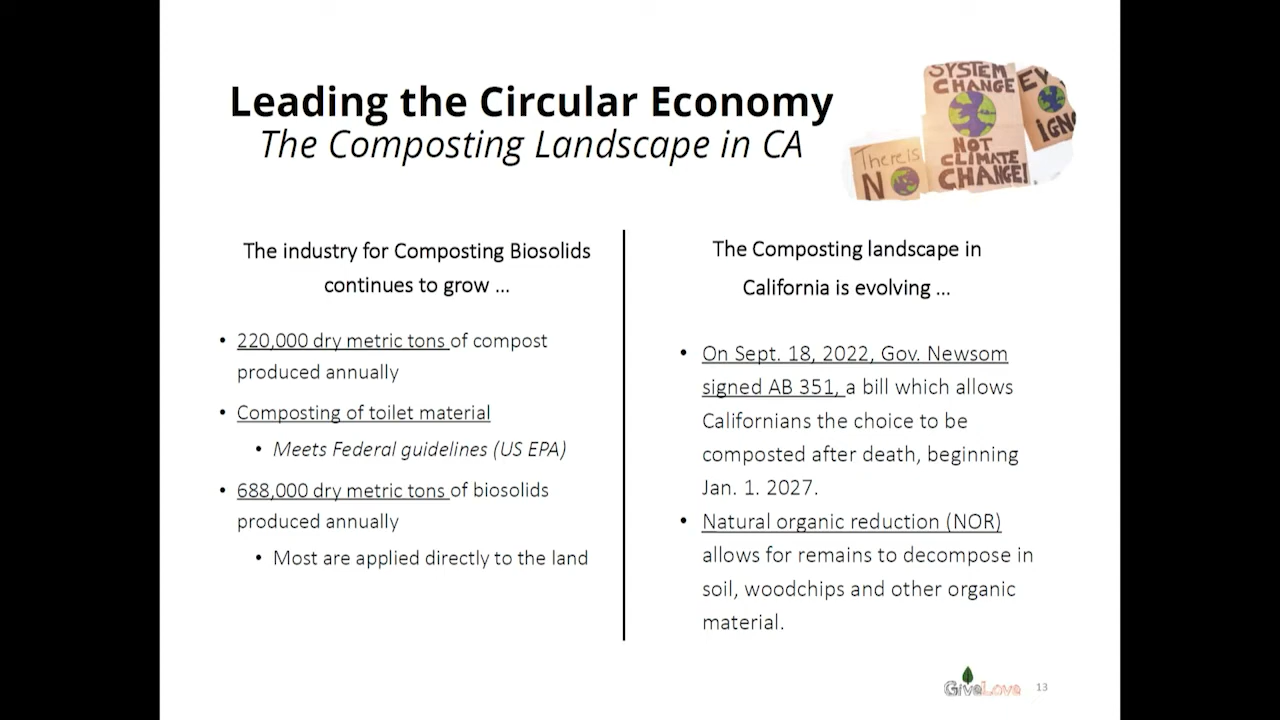 Leading the Circular Economy
The Composting Landscape in CA
SYSTEM
CHANGE
NOT
CLIMATE
CHANGE!
There is
NO
EV
IGN
The industry for Composting Biosolids
continues to grow ...
• 220,000 dry metric tons of compost
produced annually
• Composting of toilet material
• Meets Federal guidelines (US EPA)
• 688,000 dry metric tons of biosolids
produced annually
• Most are applied directly to the land
The Composting landscape in
California is evolving ...
• On Sept. 18, 2022, Gov. Newsom
signed AB 351, a bill which allows
Californians the choice to be
composted after death, beginning
Jan. 1. 2027.
• Natural organic reduction (NOR)
allows for remains to decompose in
soil, woodchips and other organic
material.
GiveLove
13